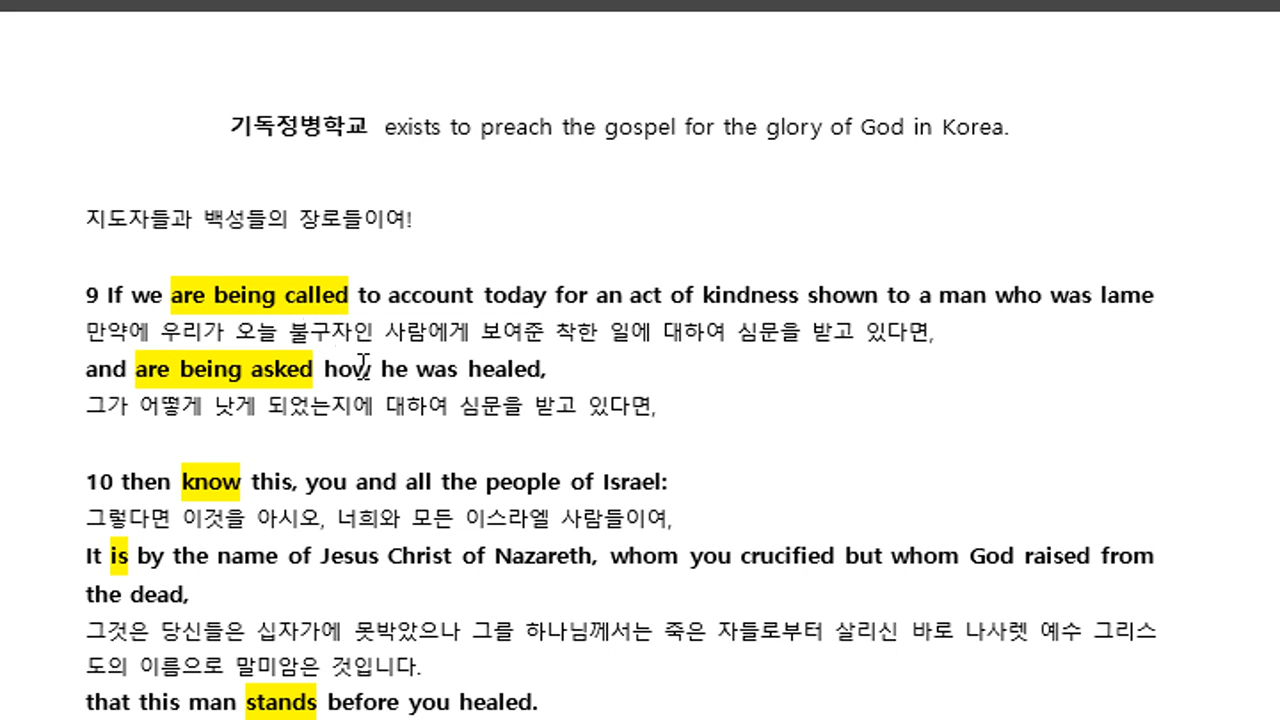 기독정병학교 exists to preach the gospel for the glory of God in Korea.
지도자들과 백성들의 장로들이여!
9 If we are being called to account today for an act of kindness shown to a man who was lame
만약에 우리가 오늘 불구자인 사람에게 보여준 착한 일에 대하여 심문을 받고 있다면,
and are being asked how he was healed,
그가 어떻게 낫게 되었는지에 대하여 심문을 받고 있다면,
10 then know this, you and all the people of Israel:
그렇다면 이것을 아시오, 너희와 모든 이스라엘 사람들이여,
It is by the name of Jesus Christ of Nazareth, whom you crucified but whom God raised from
the dead,
그것은 당신들은 십자가에 못박았으나 그를 하나님께서는 죽은 자들로부터 살리신 바로 나사렛 예수 그리스
도의 이름으로 말미암은 것입니다.
that this man stands before you healed.